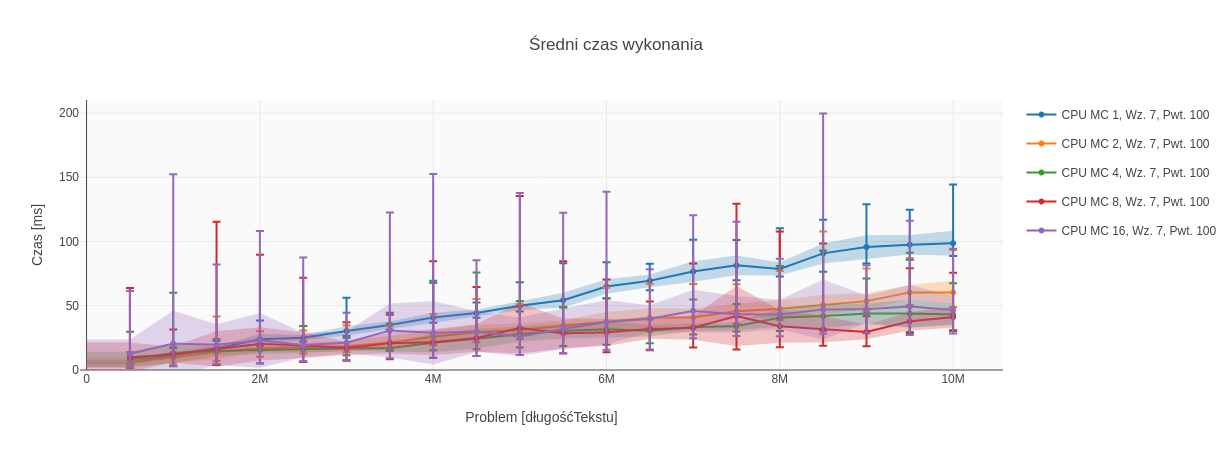 Średni czas wykonania
200
150
100
50
0
Czas [ms]
0
2M
4M
6M
8M
10M
Problem [długośćTekstu]
CPU MC 1, Wz. 7, Pwt. 100
CPU MC 2, Wz. 7, Pwt. 100
CPU MC 4, Wz. 7, Pwt. 100
CPU MC 8, Wz. 7, Pwt. 100
CPU MC 16, Wz. 7, Pwt. 100